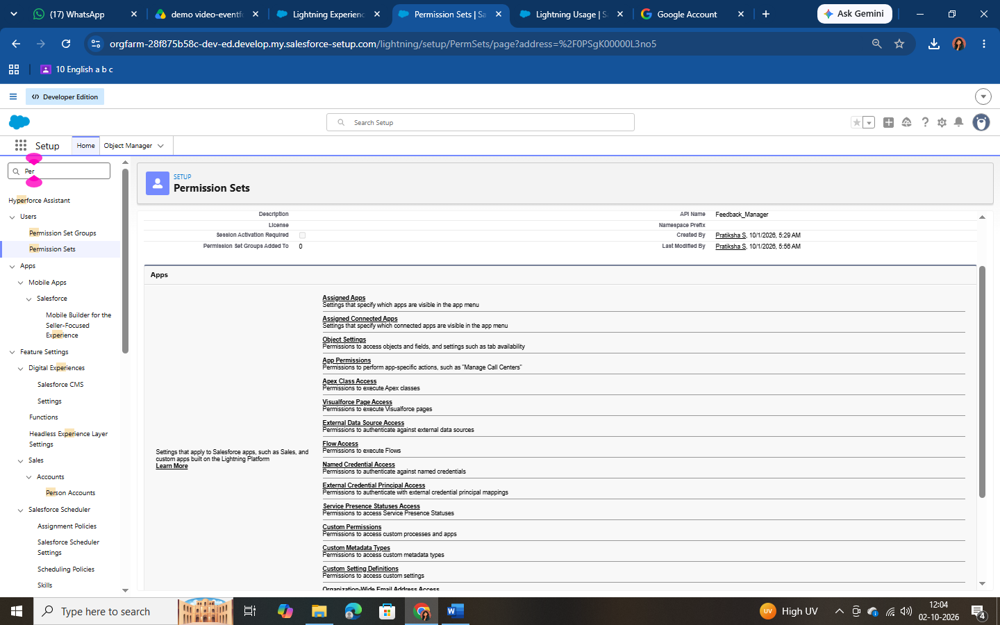 (17) WhatsApp
demo video-eventfo
Lightning Experienc
Permission Sets | Sa
Lightning Usage | S
Google Account
Ask Gemini
orgfarm-28f875b58c-dev-ed.develop.my.salesforce-setup.com/lightning/setup/PermSets/page?address=%2F0PSgK00000L3no5
10 English a b c
Developer Edition
Search Setup
Setup
Home
Object Manager
Per
Hyperforce Assistant
Users
Permission Set Groups
Permission Sets
Apps
Mobile Apps
Salesforce
Mobile Builder for the
Seller-Focused
Experience
Feature Settings
Digital Experiences
Salesforce CMS
Settings
Functions
Headless Experience Layer
Settings
Sales
Accounts
Person Accounts
Salesforce Scheduler
Assignment Policies
Salesforce Scheduler
Settings
Scheduling Policies
Skills
SETUP
Permission Sets
Description
API Name Feedback_Manager
License
Namespace Prefix
Session Activation Required
Created By Pratiksha S, 10/1/2026, 5:29 AM
Permission Set Groups Added To 0
Last Modified By Pratiksha S, 10/1/2026, 5:56 AM
Apps
Settings that apply to Salesforce apps, such as Sales, and
custom apps built on the Lightning Platform
Learn More
Assigned Apps
Settings that specify which apps are visible in the app menu
Assigned Connected Apps
Settings that specify which connected apps are visible in the app menu
Object Settings
Permissions to access objects and fields, and settings such as tab availability
App Permissions
Permissions to perform app-specific actions, such as "Manage Call Centers"
Apex Class Access
Permissions to execute Apex classes
Visualforce Page Access
Permissions to execute Visualforce pages
External Data Source Access
Permissions to authenticate against external data sources
Flow Access
Permissions to execute Flows
Named Credential Access
Permissions to authenticate against named credentials
External Credential Principal Access
Permissions to authenticate with external credential principal mappings
Service Presence Statuses Access
Permissions to access Service Presence Statuses
Custom Permissions
Permissions to access custom processes and apps
Custom Metadata Types
Permissions to access custom metadata types
Custom Setting Definitions
Permissions to access custom settings
Organization-Wide Email Address Access
Type here to search
UV
High UV
12:04
02-10-2026
4